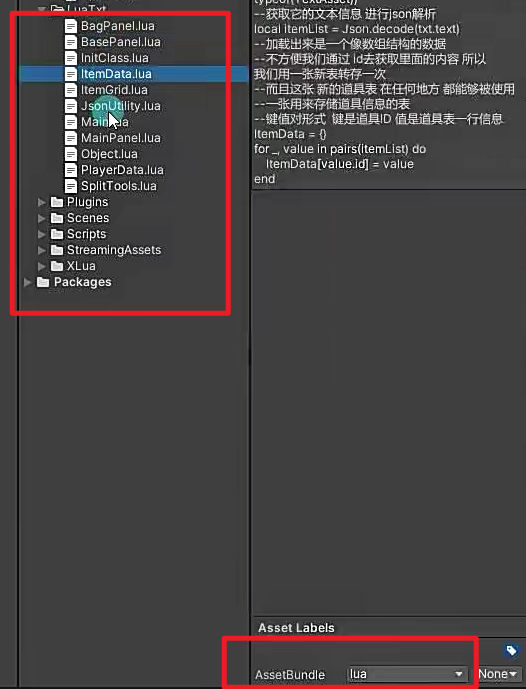 LuaTxt
BagPanel.lua
BasePanel.lua
InitClass.lua
ItemData.lua
ItemGrid.lua
JsonUtility.lua
Main.lua
MainPanel.lua
Object.lua
PlayerData.lua
SplitTools.lua
Plugins
Scenes
Scripts
StreamingAssets
XLua
Packages
typeof(TextAsset))
--获取它的文本信息 进行json解析
local itemList = Json.decode(txt.text)
--加载出来是一个像数组结构的数据
--不方便我们通过 id去获取里面的内容 所以
我们用一张新表转存一次
--而且这张 新的道具表 在任何地方 都能够被使用
--一张用来存储道具信息的表
--键值对形式 键是道具ID 值是道具表一行信息
ItemData = {}
for _, value in pairs(itemList) do
ItemData[value.id] = value
end
Asset Labels
AssetBundle
lua
None